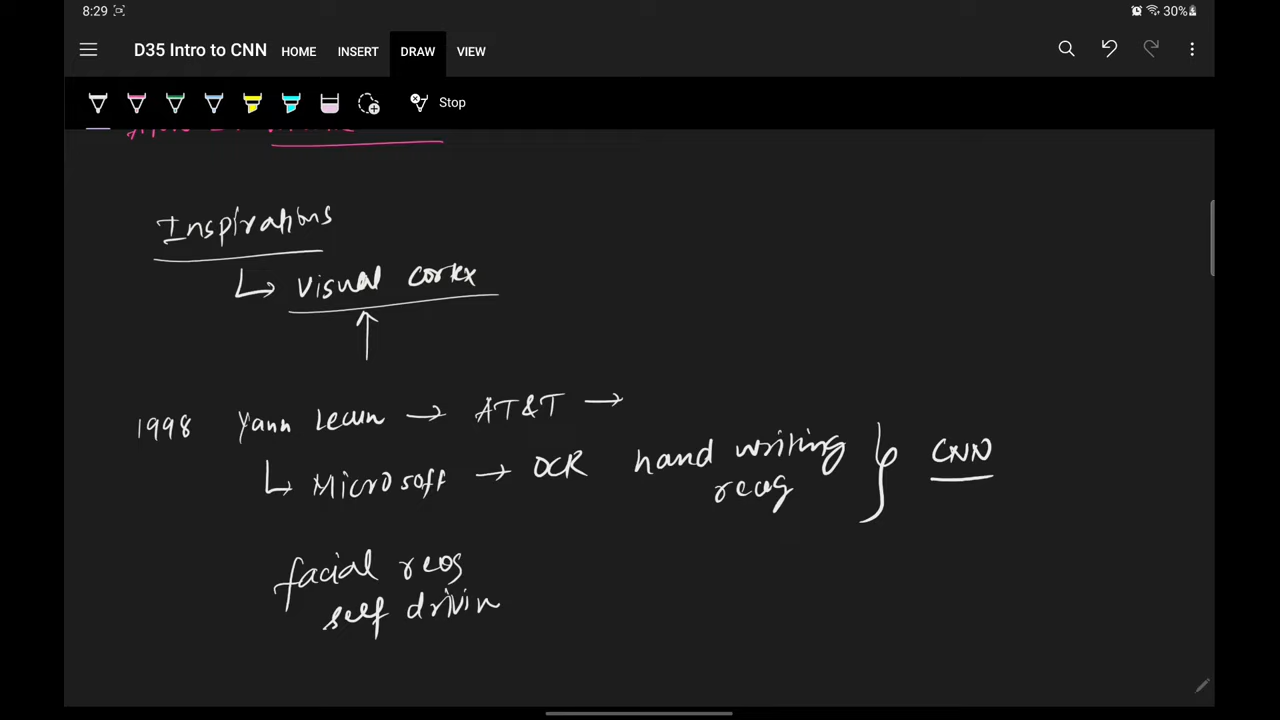 8:29 30%
D35 Intro to CNN HOME INSERT DRAW VIEW
Stop
Inspirations
↳ visual cortex
↑
1998 Yann Lecun → AT&T →
↳ Microsoft → OCR hand writing recog } CNN
facial recog
self drivin